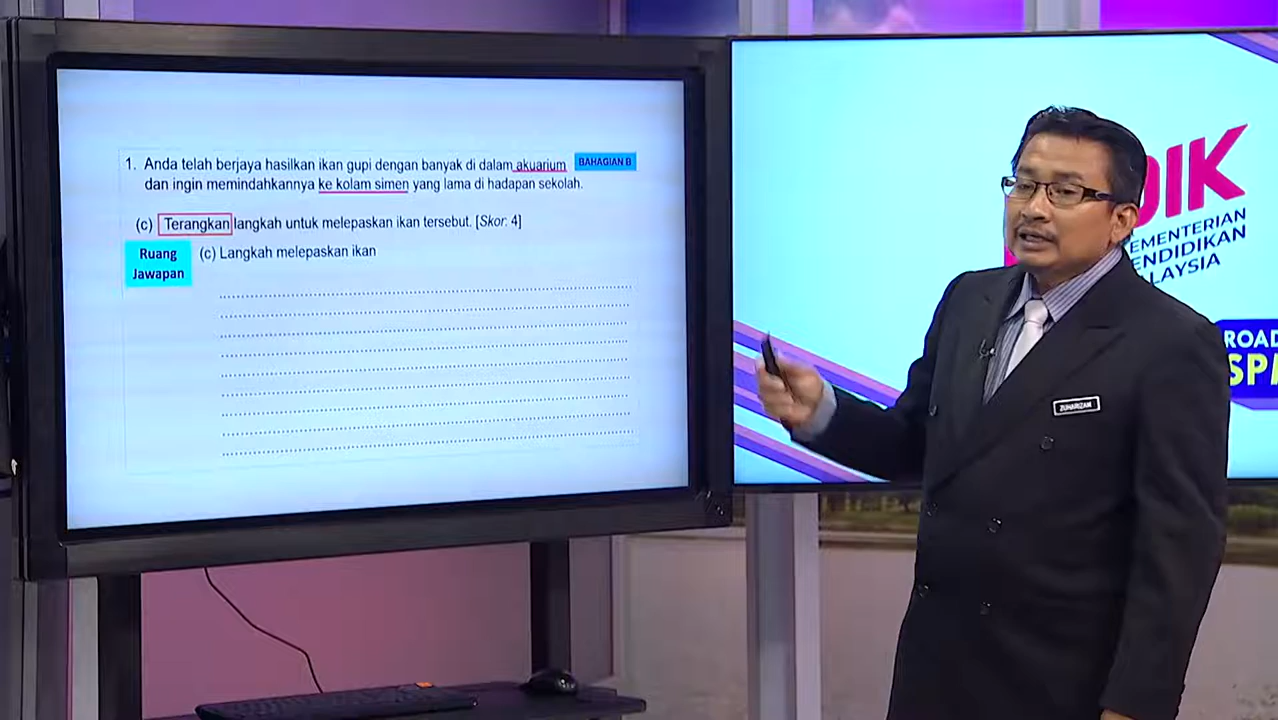 1. Anda telah berjaya hasilkan ikan gupi dengan banyak di dalam akuarium
BAHAGIAN B
dan ingin memindahkannya ke kolam simen yang lama di hadapan sekolah.
(c) Terangkan langkah untuk melepaskan ikan tersebut. [Skor: 4]
Ruang
Jawapan
(c) Langkah melepaskan ikan
DIK
KEMENTERIAN
PENDIDIKAN
MALAYSIA
ROAD
SPM
ZUHARIZAM